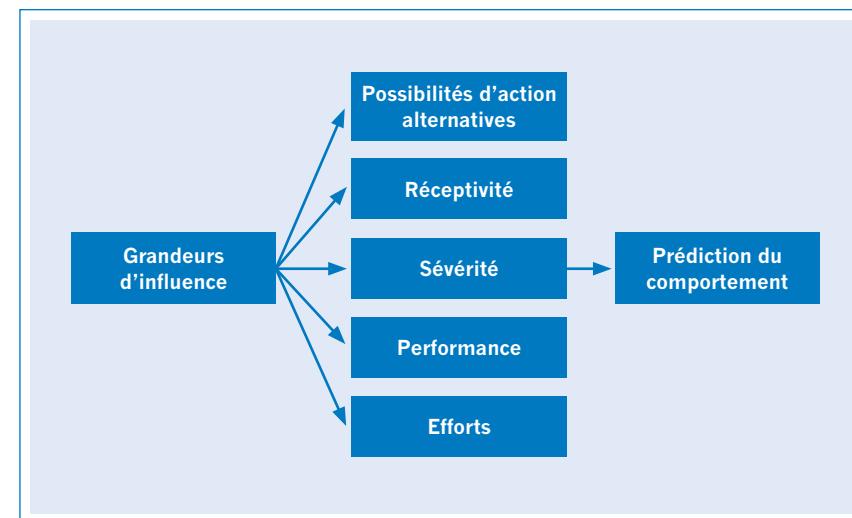 Possibilités d'action
alternatives
Réceptivité
Grandeurs
d'influence
Sévérité
Prédiction du
comportement
Performance
Efforts